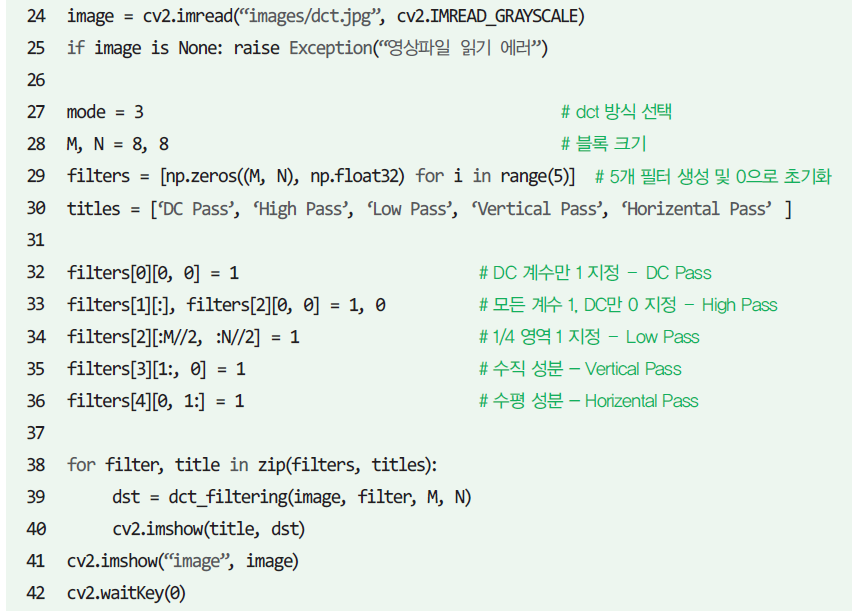 24 image = cv2.imread(“images/dct.jpg”, cv2.IMREAD_GRAYSCALE)
25 if image is None: raise Exception(“영상파일 읽기 에러”)
26
27 mode = 3 # dct 방식 선택
28 M, N = 8, 8 # 블록 크기
29 filters = [np.zeros((M, N), np.float32) for i in range(5)] # 5개 필터 생성 및 0으로 초기화
30 titles = [‘DC Pass’, ‘High Pass’, ‘Low Pass’, ‘Vertical Pass’, ‘Horizental Pass’ ]
31
32 filters[0][0, 0] = 1 # DC 계수만 1 지정 – DC Pass
33 filters[1][:], filters[2][0, 0] = 1, 0 # 모든 계수 1, DC만 0 지정 – High Pass
34 filters[2][:M//2, :N//2] = 1 # 1/4 영역 1 지정 – Low Pass
35 filters[3][1:, 0] = 1 # 수직 성분 – Vertical Pass
36 filters[4][0, 1:] = 1 # 수평 성분 – Horizental Pass
37
38 for filter, title in zip(filters, titles):
39 dst = dct_filtering(image, filter, M, N)
40 cv2.imshow(title, dst)
41 cv2.imshow(“image”, image)
42 cv2.waitKey(0)